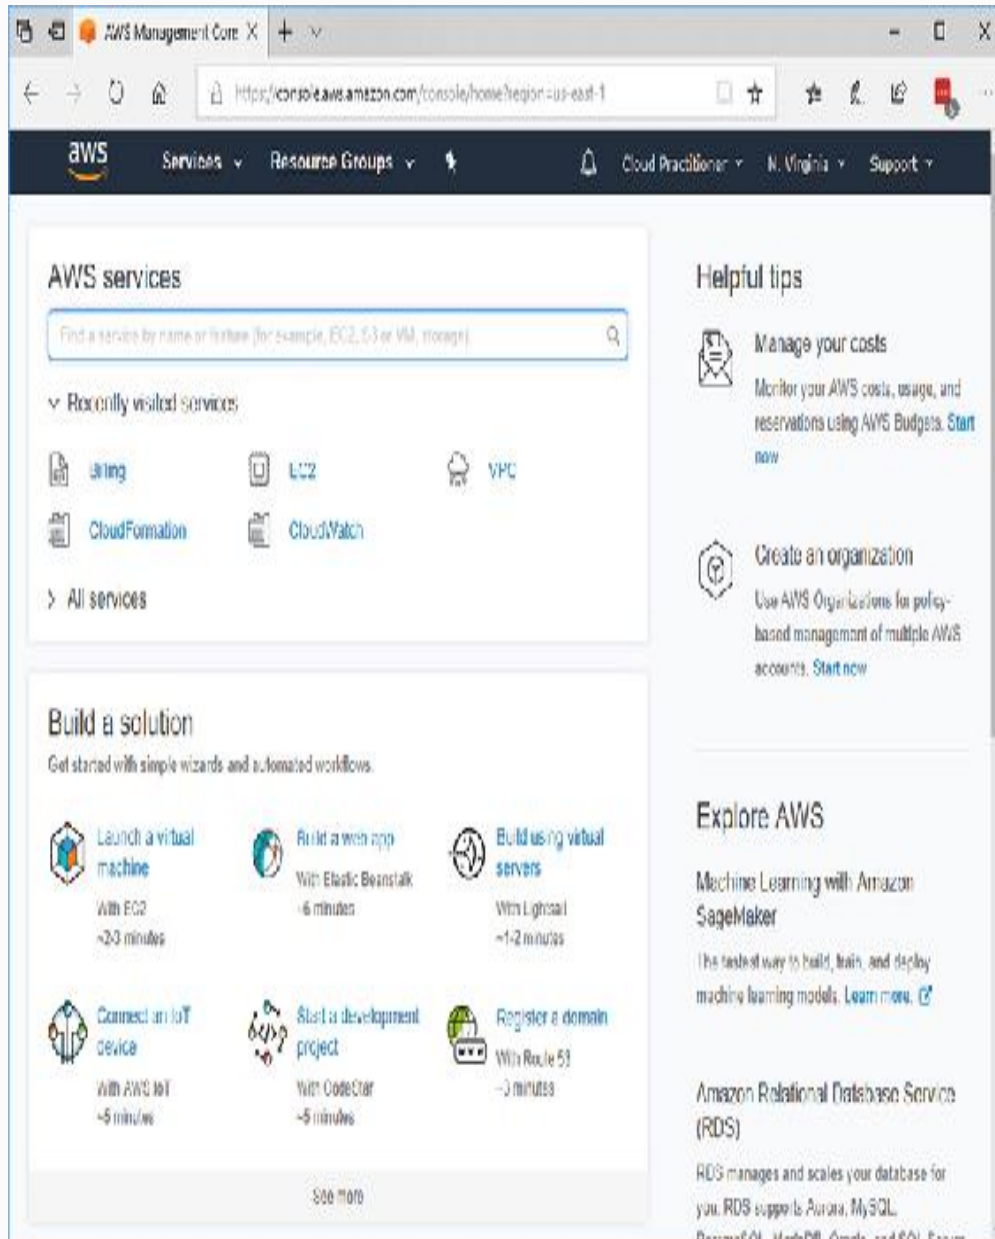 AWS Management Con
https://console.aws.amazon.com/console/home?region=us-east-1
aws
Services
Resource Groups
Cloud Practitioner
N. Virginia
Support
AWS services
Find a service by name or feature (for example, EC2, S3 or VM, storage).
Recently visited services
Billing
EC2
VPC
CloudFormation
CloudWatch
All services
Build a solution
Get started with simple wizards and automated workflows.
Launch a virtual
machine
With EC2
~2-3 minutes
Build a web app
With Elastic Beanstalk
~6 minutes
Build using virtual
servers
With Lightsail
~1-2 minutes
Connect an IoT
device
With AWS IoT
~5 minutes
Start a development
project
With CodeStar
~5 minutes
Register a domain
With Route 53
~3 minutes
See more
Helpful tips
Manage your costs
Monitor your AWS costs, usage, and
reservations using AWS Budgets. Start
now
Create an organization
Use AWS Organizations for policy-
based management of multiple AWS
accounts. Start now
Explore AWS
Machine Learning with Amazon
SageMaker
The fastest way to build, train, and deploy
machine learning models. Learn more.
Amazon Relational Database Service
(RDS)
RDS manages and scales your database for
you. RDS supports Aurora, MySQL,
PostgreSQL, MariaDB, Oracle, and SQL Server